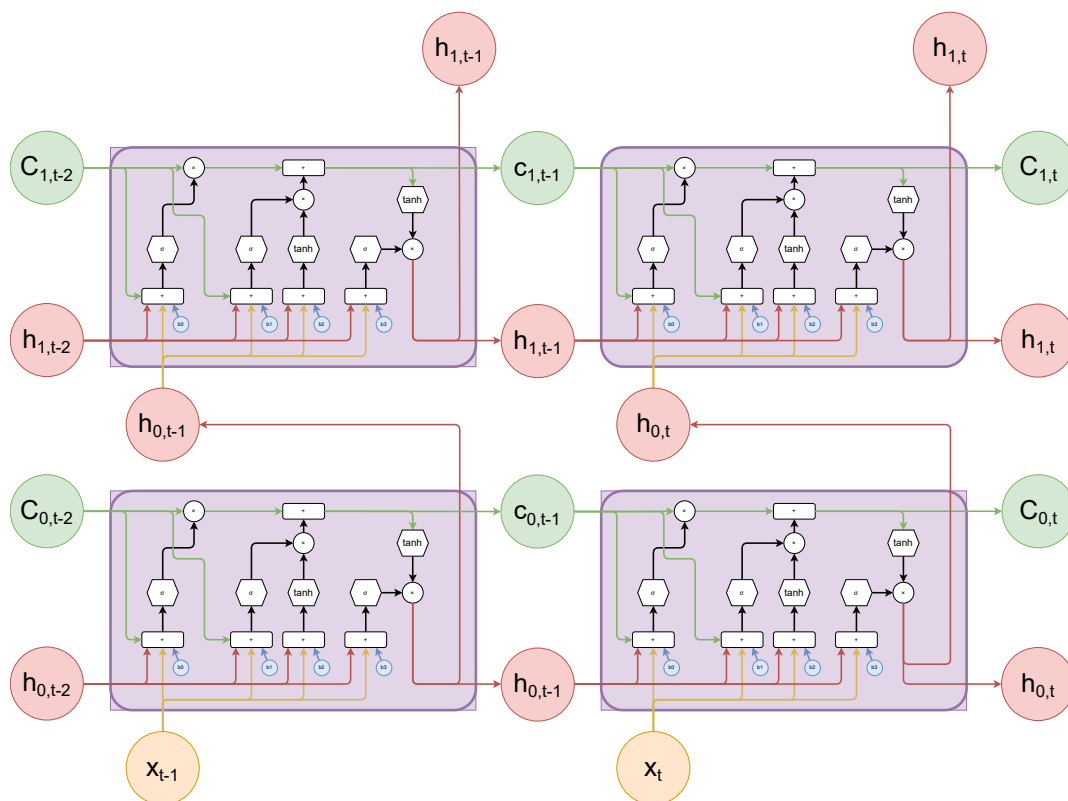 h1,t-1
h1,t
C1,t-2
×
+
c1,t-1
×
+
C1,t
tanh
×
tanh
×
σ
σ
tanh
σ
×
σ
σ
tanh
σ
×
+
+
+
+
+
+
+
+
b0
b1
b2
b3
b0
b1
b2
b3
h1,t-2
h1,t-1
h1,t
h0,t-1
h0,t
C0,t-2
×
+
c0,t-1
×
+
C0,t
tanh
×
tanh
×
σ
σ
tanh
σ
×
σ
σ
tanh
σ
×
+
+
+
+
+
+
+
+
b0
b1
b2
b3
b0
b1
b2
b3
h0,t-2
h0,t-1
h0,t
xt-1
xt